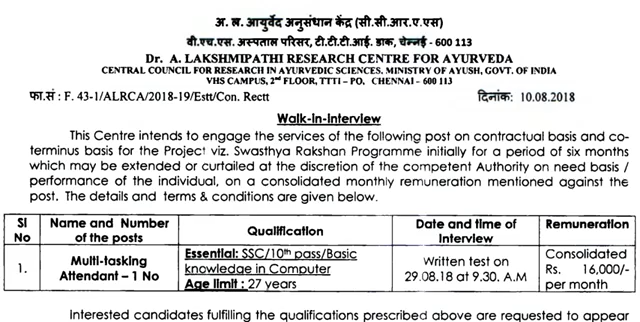 अ. ल. आयुर्वेद अनुसंधान केंद्र (सी.सी.आर.ए.एस)
वी.एच.एस. अस्पताल परिसर, टी.टी.टी.आई. डाक, चेन्नई - 600 113
Dr. A. LAKSHMIPATHI RESEARCH CENTRE FOR AYURVEDA
CENTRAL COUNCIL FOR RESEARCH IN AYURVEDIC SCIENCES, MINISTRY OF AYUSH, GOVT. OF INDIA
VHS CAMPUS, 2nd FLOOR, TTTI – PO, CHENNAI – 600 113
फा.सं : F. 43-1/ALRCA/2018-19/Estt/Con. Rectt दिनांक: 10.08.2018
Walk-in-Interview
This Centre intends to engage the services of the following post on contractual basis and co-
terminus basis for the Project viz. Swasthya Rakshan Programme initially for a period of six months
which may be extended or curtailed at the discretion of the competent Authority on need basis /
performance of the individual, on a consolidated monthly remuneration mentioned against the
post. The details and terms & conditions are given below.
Sl No Name and Number of the posts Qualification Date and time of Interview Remuneration
1. Multi-tasking Attendant – 1 No Essential: SSC/10th pass/Basic knowledge in Computer Age limit : 27 years Written test on 29.08.18 at 9.30. A.M Consolidated Rs. 16,000/- per month
Interested candidates fulfilling the qualifications prescribed above are requested to appear